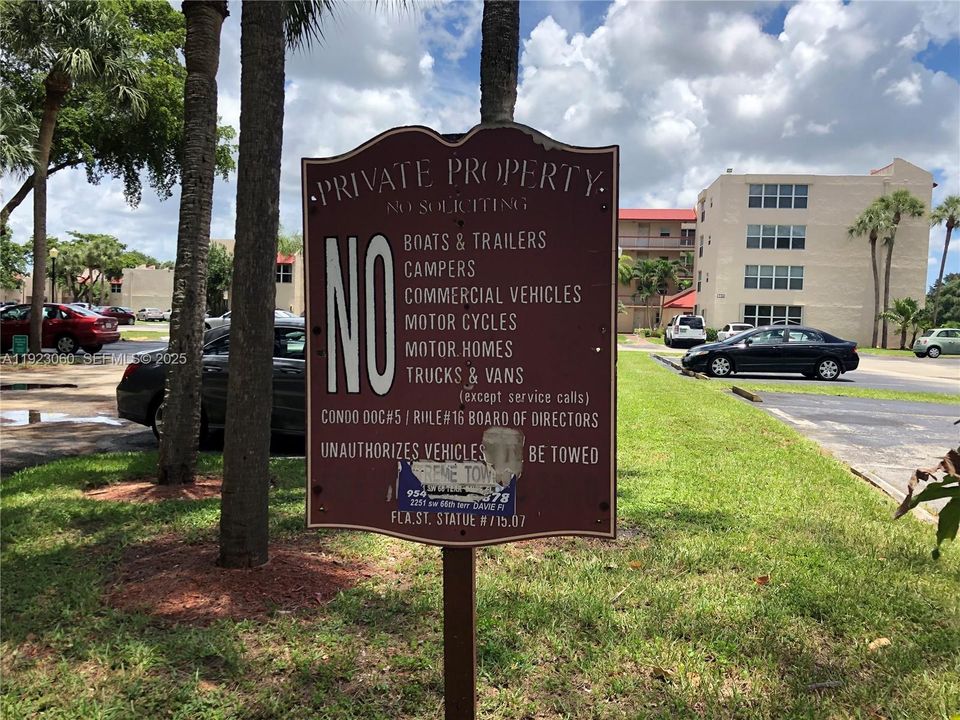 PRIVATE PROPERTY
NO SOLICITING
NO
BOATS & TRAILERS
CAMPERS
COMMERCIAL VEHICLES
MOTOR CYCLES
MOTOR HOMES
TRUCKS & VANS
(except service calls)
CONDO DOC#5 / RULE#16 BOARD OF DIRECTORS
UNAUTHORIZES VEHICLES BE TOWED
TOW
954
2251 sw 66th terr DAVIE Fl
FLA.ST. STATUE #715.07
A11923060 SEFMLS © 2025